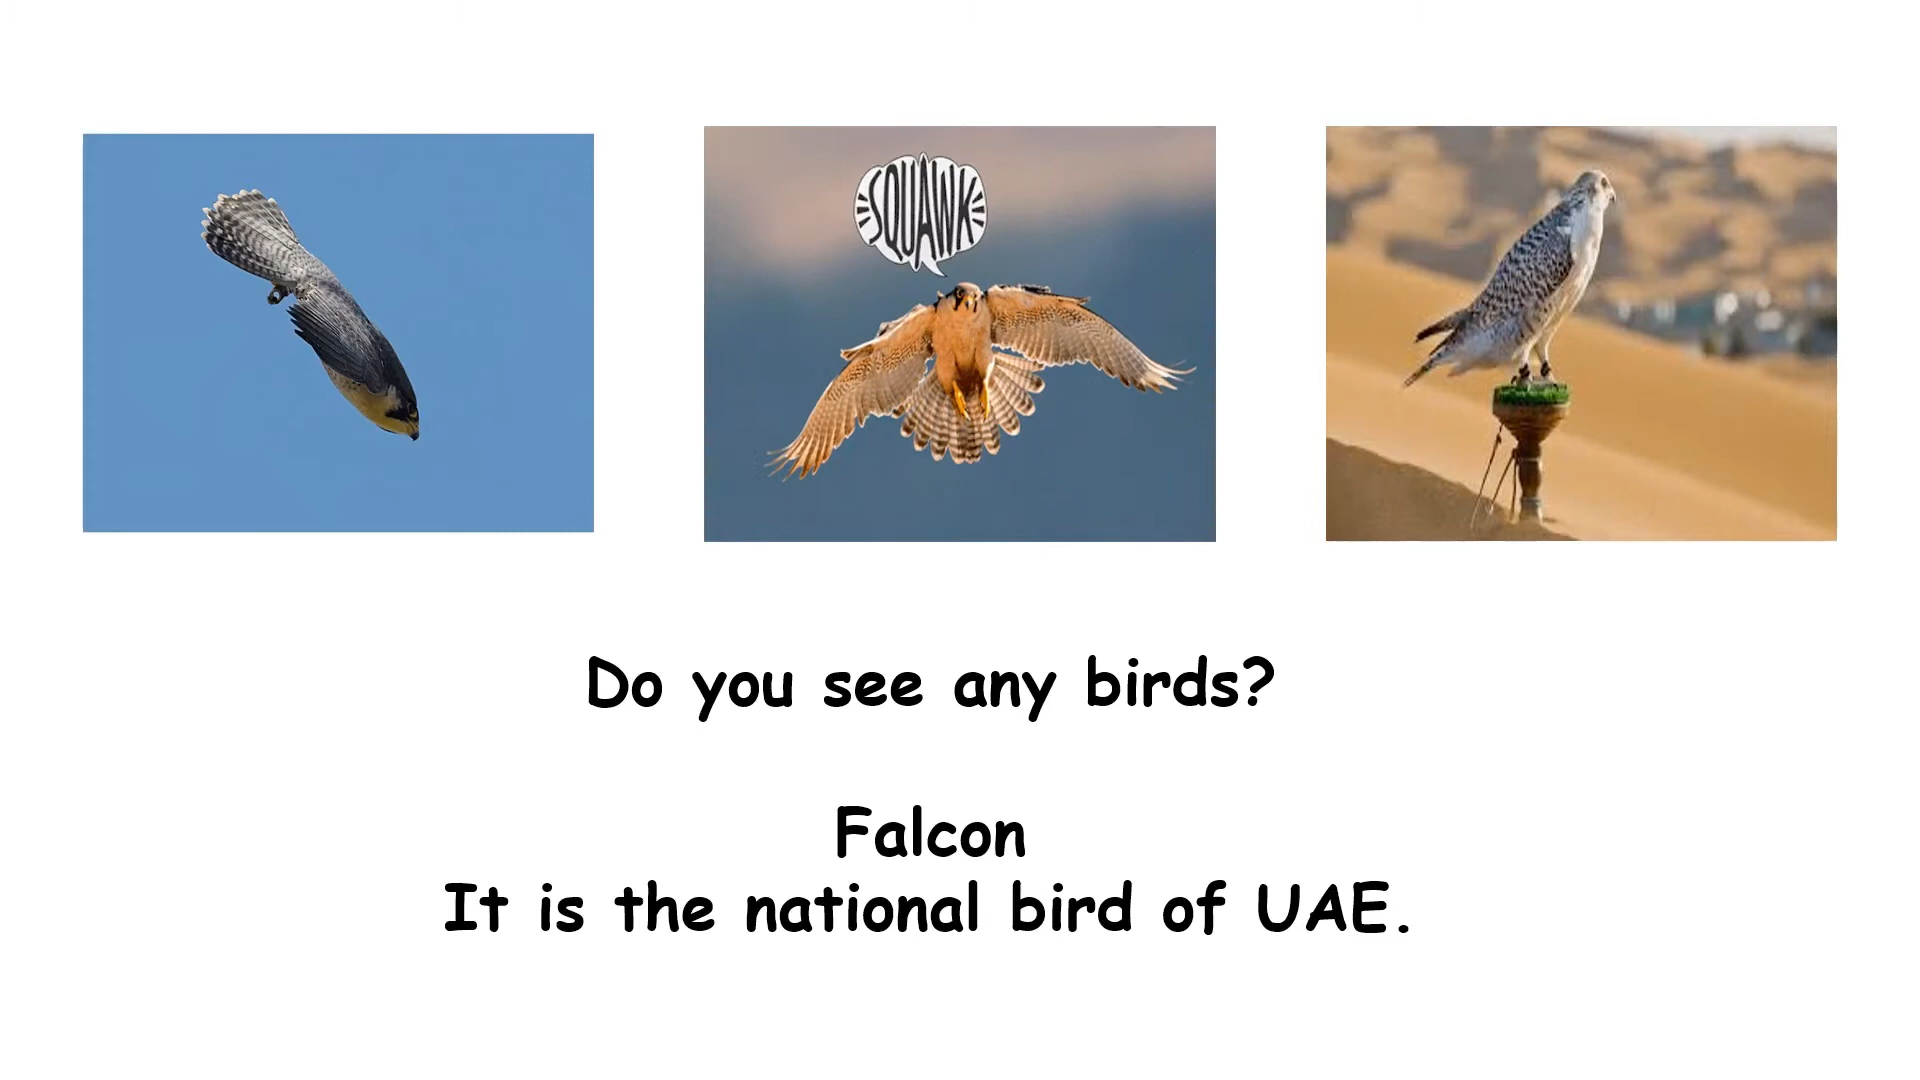 SQUAWK
Do you see any birds?
Falcon
It is the national bird of UAE.